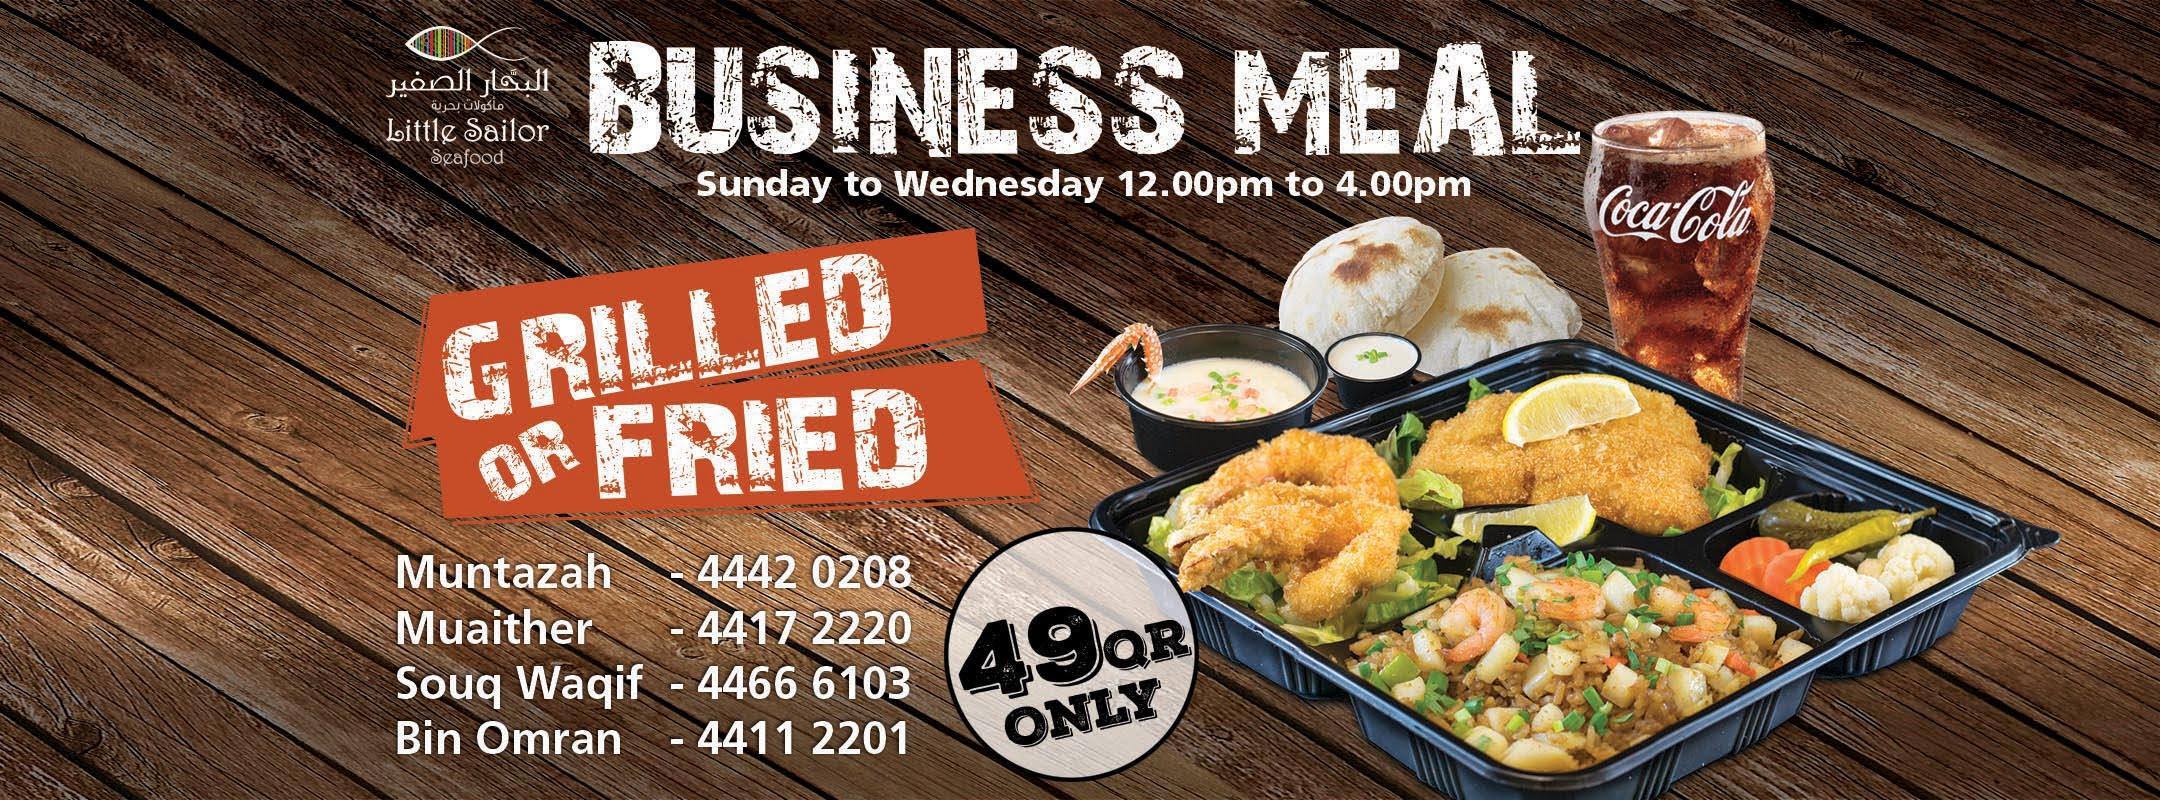 البحّار الصغير
مأكولات بحرية
Little Sailor
Seafood
BUSINESS MEAL
Sunday to Wednesday 12.00pm to 4.00pm
Coca-Cola
GRILLED
OR FRIED
Muntazah - 4442 0208
Muaither - 4417 2220
Souq Waqif - 4466 6103
Bin Omran - 4411 2201
49QR
ONLY